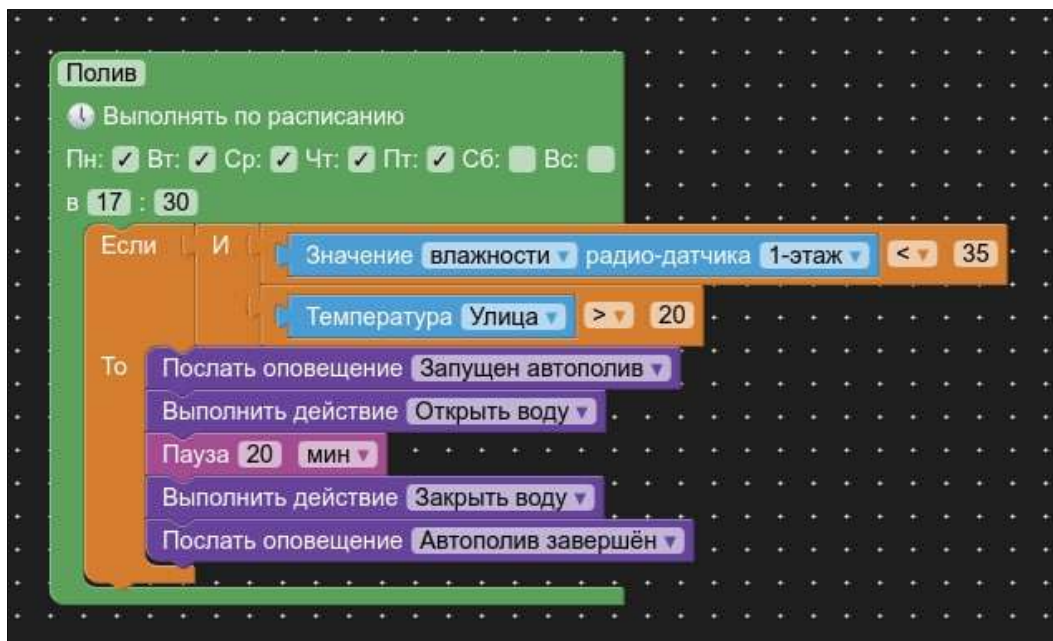 Полив
Выполнять по расписанию
Пн: Вт: Ср: Чт: Пт: Сб: Вс:
в 17 : 30
Если И Значение влажности радио-датчика 1-этаж < 35
Температура Улица > 20
То Послать оповещение Запущен автополив
Выполнить действие Открыть воду
Пауза 20 мин
Выполнить действие Закрыть воду
Послать оповещение Автополив завершён